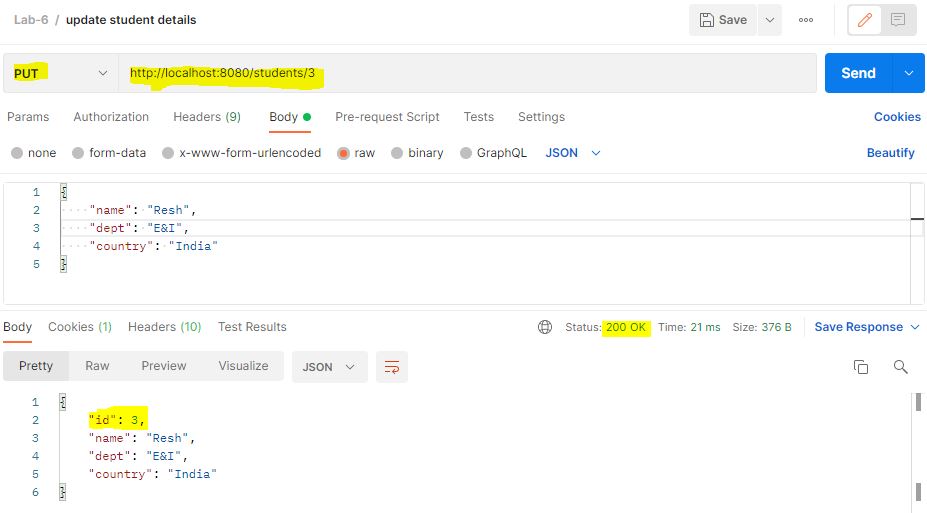 Lab-6 / update student details
Save
PUT http://localhost:8080/students/3 Send
Params Authorization Headers (9) Body Pre-request Script Tests Settings Cookies
none form-data x-www-form-urlencoded raw binary GraphQL JSON Beautify
1 {
2 "name": "Resh",
3 "dept": "E&I",
4 "country": "India"
5 }
Body Cookies (1) Headers (10) Test Results Status: 200 OK Time: 21 ms Size: 376 B Save Response
Pretty Raw Preview Visualize JSON
1 {
2 "id": 3,
3 "name": "Resh",
4 "dept": "E&I",
5 "country": "India"
6 }